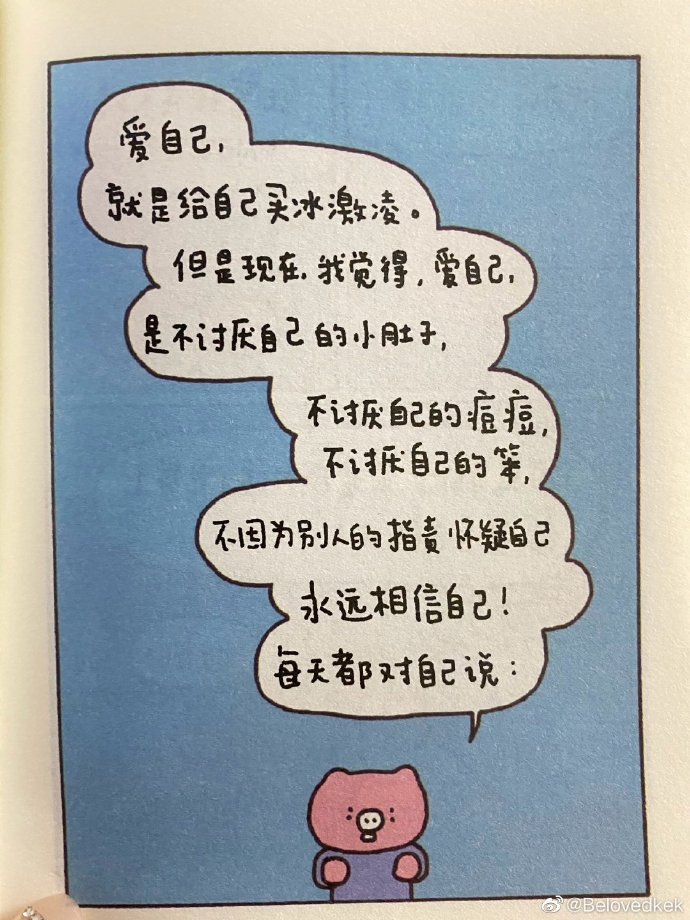 爱自己，
就是给自己买冰激凌。
但是现在，我觉得，爱自己，
是不讨厌自己的小肚子，
不讨厌自己的痘痘，
不讨厌自己的笨，
不因为别人的指责怀疑自己
永远相信自己！
每天都对自己说：
@Belovedkek